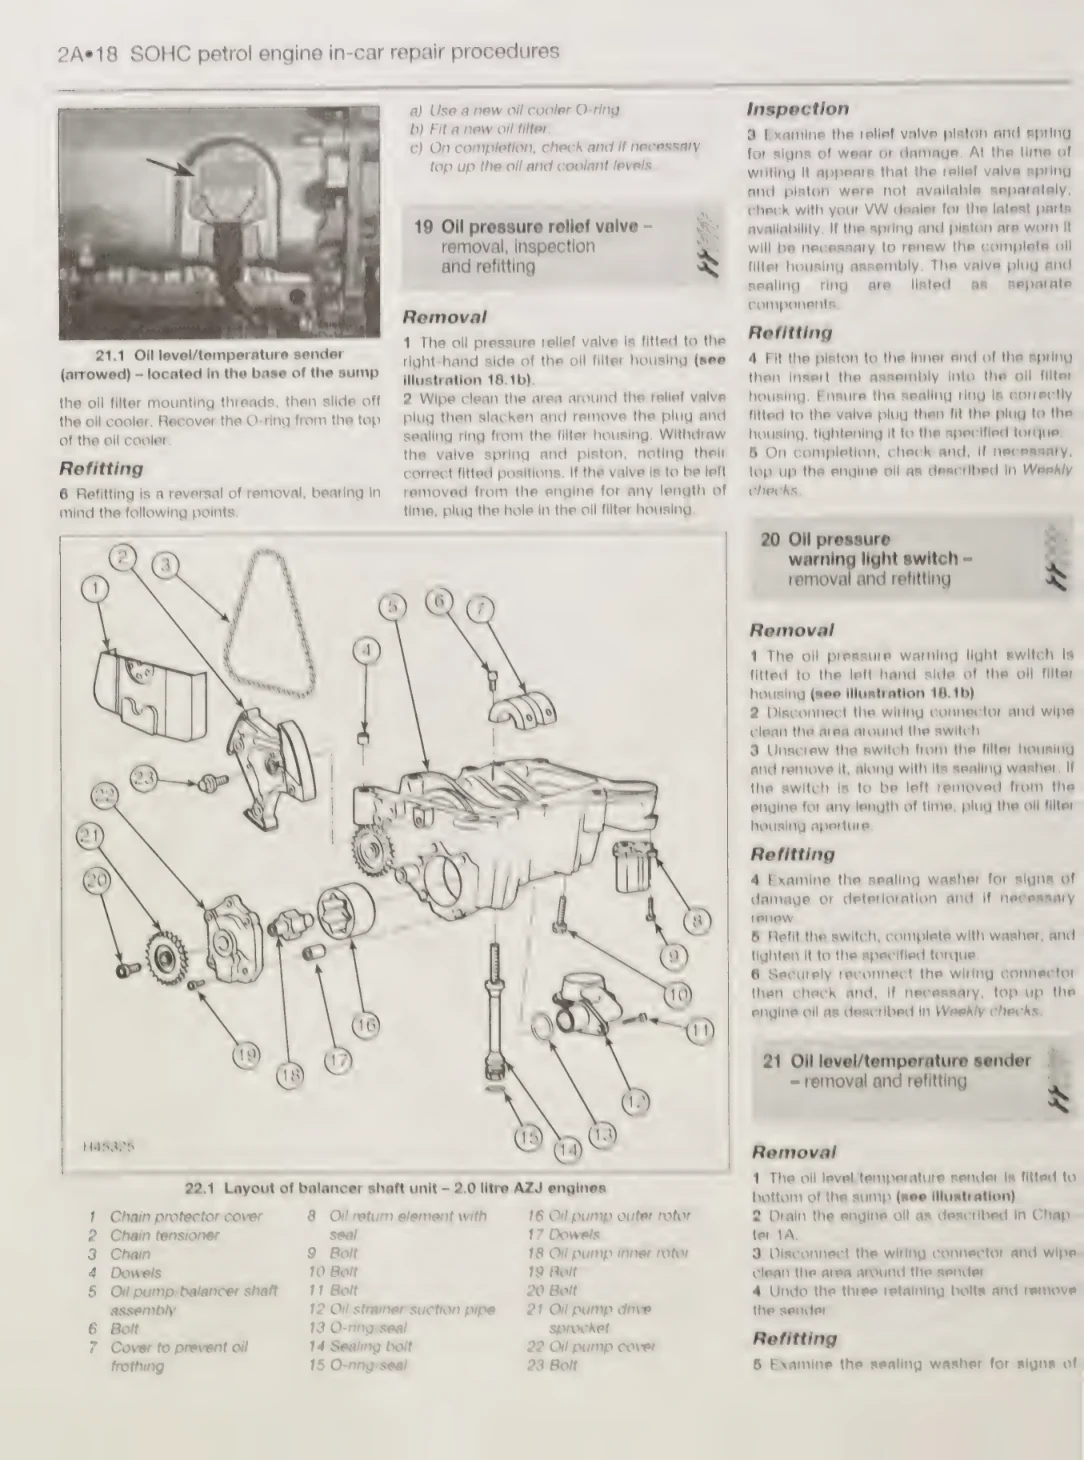 2A•18 SOHC petrol engine in-car repair procedures
21.1 Oil level/temperature sender
(arrowed) – located in the base of the sump
the oil filter mounting threads, then slide off
the oil cooler. Recover the O-ring from the top
of the oil cooler.
Refitting
6 Refitting is a reversal of removal, bearing in
mind the following points.
a) Use a new oil cooler O-ring
b) Fit a new oil filter.
c) On completion, check and if necessary
top up the oil and coolant levels.
19 Oil pressure relief valve –
removal, inspection
and refitting
Removal
1 The oil pressure relief valve is fitted to the
right-hand side of the oil filter housing (see
illustration 18.1b).
2 Wipe clean the area around the relief valve
plug then slacken and remove the plug and
sealing ring from the filter housing. Withdraw
the valve spring and piston, noting their
correct fitted positions. If the valve is to be left
removed from the engine for any length of
time, plug the hole in the oil filter housing.
Inspection
3 Examine the relief valve piston and spring
for signs of wear or damage. At the time of
writing it appears that the relief valve spring
and piston were not available separately,
check with your VW dealer for the latest parts
availability. If the spring and piston are worn it
will be necessary to renew the complete oil
filter housing assembly. The valve plug and
sealing ring are listed as separate
components.
Refitting
4 Fit the piston to the inner end of the spring
then insert the assembly into the oil filter
housing. Ensure the sealing ring is correctly
fitted to the valve plug then fit the plug to the
housing, tightening it to the specified torque.
5 On completion, check and, if necessary,
top up the engine oil as described in Weekly
checks.
20 Oil pressure
warning light switch –
removal and refitting
Removal
1 The oil pressure warning light switch is
fitted to the left hand side of the oil filter
housing (see illustration 18.1b)
2 Disconnect the wiring connector and wipe
clean the area around the switch
3 Unscrew the switch from the filter housing
and remove it, along with its sealing washer. If
the switch is to be left removed from the
engine for any length of time, plug the oil filter
housing aperture.
Refitting
4 Examine the sealing washer for signs of
damage or deterioration and if necessary
renew
5 Refit the switch, complete with washer, and
tighten it to the specified torque.
6 Securely reconnect the wiring connector
then check and, if necessary, top up the
engine oil as described in Weekly checks.
21 Oil level/temperature sender
– removal and refitting
Removal
1 The oil level temperature sender is fitted to
bottom of the sump (see illustration)
2 Drain the engine oil as described in Chap
ter 1A.
3 Disconnect the wiring connector and wipe
clean the area around the sender
4 Undo the three retaining bolts and remove
the sender
Refitting
5 Examine the sealing washer for signs of
1
2
3
4
5
6
7
8
9
10
11
12
13
14
15
16
17
18
19
20
21
22
23
H45325
22.1 Layout of balancer shaft unit – 2.0 litre AZJ engines
1 Chain protector cover
2 Chain tensioner
3 Chain
4 Dowels
5 Oil pump/balancer shaft
assembly
6 Bolt
7 Cover to prevent oil
frothing
8 Oil return element with
seal
9 Bolt
10 Bolt
11 Bolt
12 Oil strainer suction pipe
13 O-ring seal
14 Sealing bolt
15 O-ring seal
16 Oil pump outer rotor
17 Dowels
18 Oil pump inner rotor
19 Bolt
20 Bolt
21 Oil pump drive
sprocket
22 Oil pump cover
23 Bolt